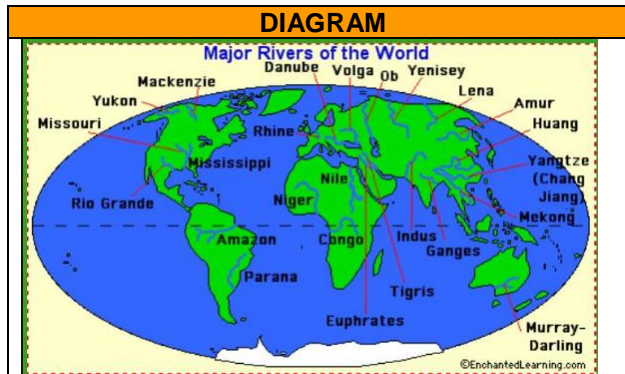 DIAGRAM
Major Rivers of the World
Danube
Volga
Ob
Yenisey
Mackenzie
Lena
Yukon
Amur
Missouri
Rhine
Huang
Mississippi
Yangtze
(Chang
Jiang)
Nile
Niger
Rio Grande
Mekong
Amazon
Congo
Indus
Ganges
Parana
Tigris
Euphrates
Murray-
Darling
©EnchantedLearning.com